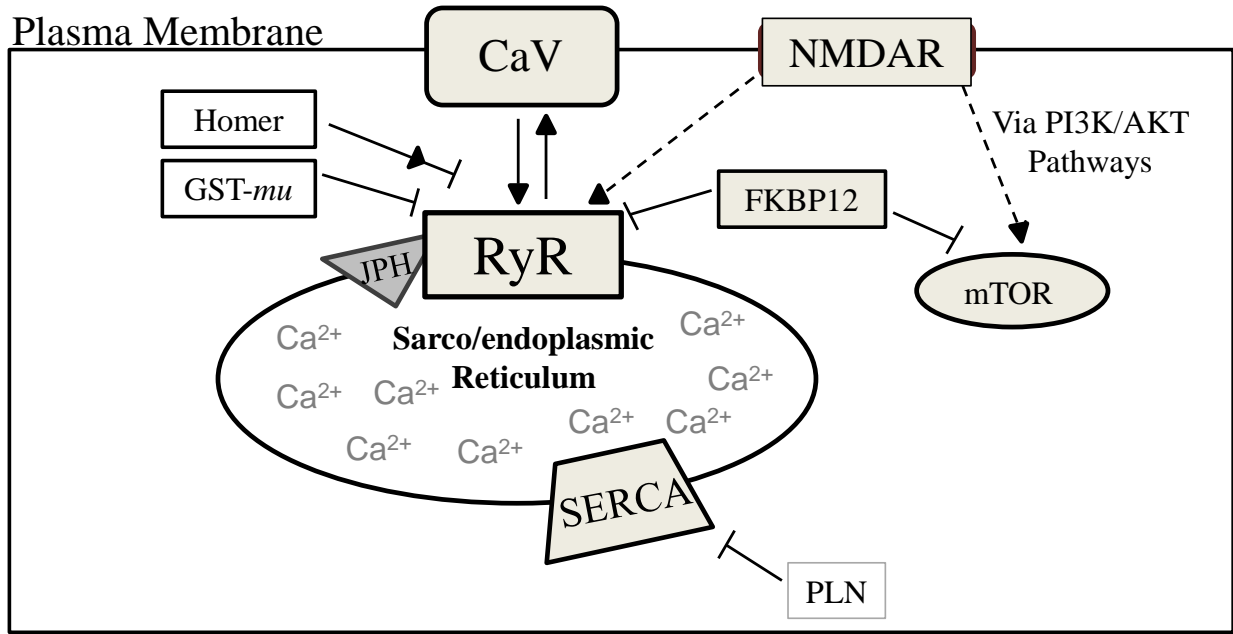 Plasma Membrane
CaV
NMDAR
Homer
GST-mu
Via PI3K/AKT
Pathways
FKBP12
JPH
RyR
mTOR
Sarco/endoplasmic
Reticulum
Ca²⁺
Ca²⁺
Ca²⁺
Ca²⁺
Ca²⁺
Ca²⁺
Ca²⁺
Ca²⁺
Ca²⁺
SERCA
PLN